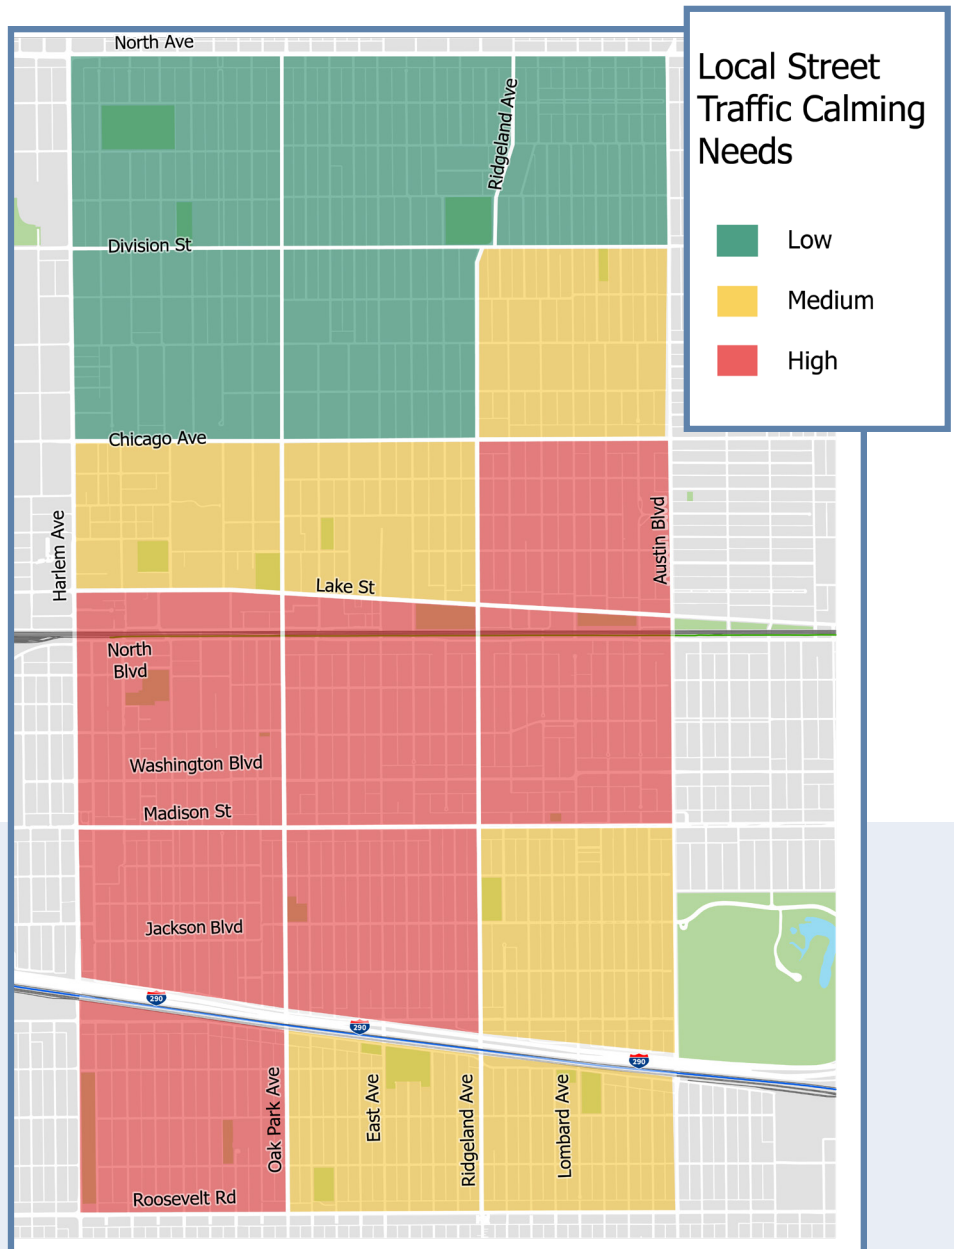 North Ave
Local Street
Traffic Calming
Needs
Ridgeland Ave
Low
Division St
Medium
High
Chicago Ave
Harlem Ave
Austin Blvd
Lake St
North
Blvd
Washington Blvd
Madison St
Jackson Blvd
290
290
290
Oak Park Ave
East Ave
Ridgeland Ave
Lombard Ave
Roosevelt Rd